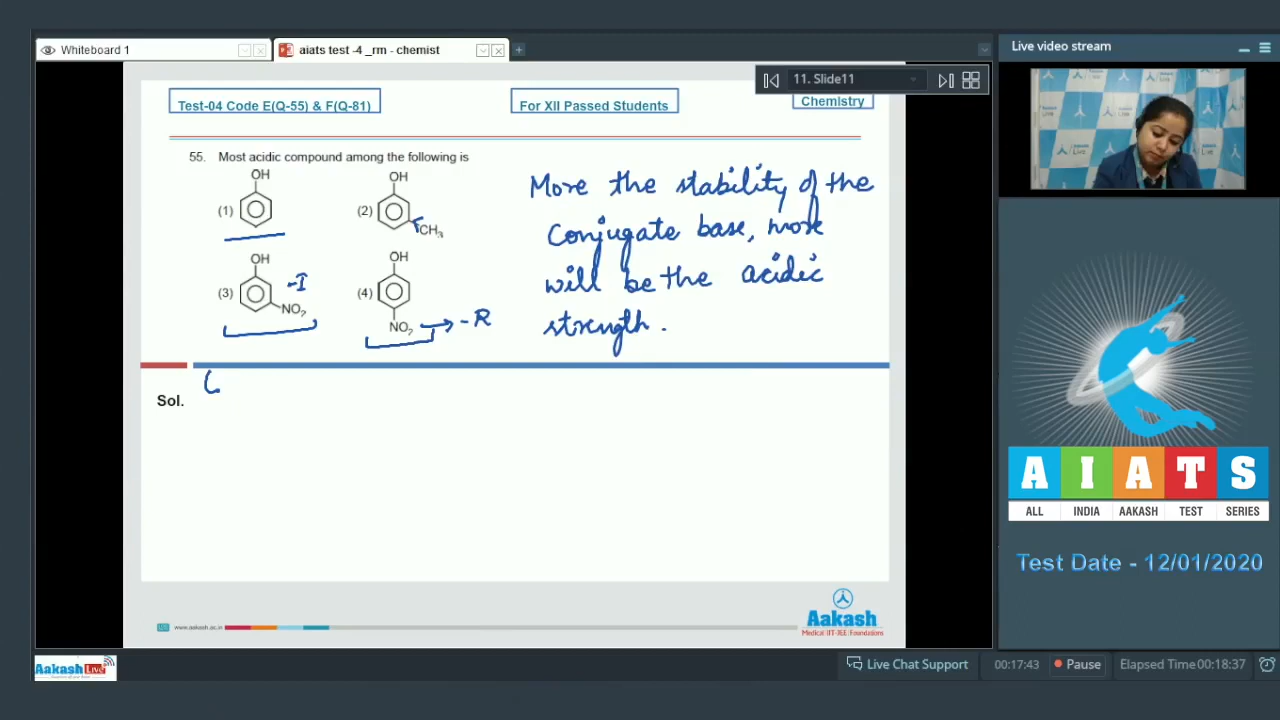 Whiteboard 1
aiats test -4 _rm - chemist
Live video stream
11. Slide11
Test-04 Code E(Q-55) & F(Q-81)
For XII Passed Students
Chemistry
55. Most acidic compound among the following is
OH
OH
(1)
(2)
CH3
OH
OH
(3)
-I
NO2
(4)
NO2
-R
More the stability of the
Conjugate base, more
will be the acidic
strength.
Sol.
(
www.aakash.ac.in
Aakash
Medical|IIT-JEE|Foundations
A I A T S
ALL INDIA AAKASH TEST SERIES
Test Date - 12/01/2020
Aakash Live
Live Chat Support
00:17:43
Pause
Elapsed Time 00:18:37